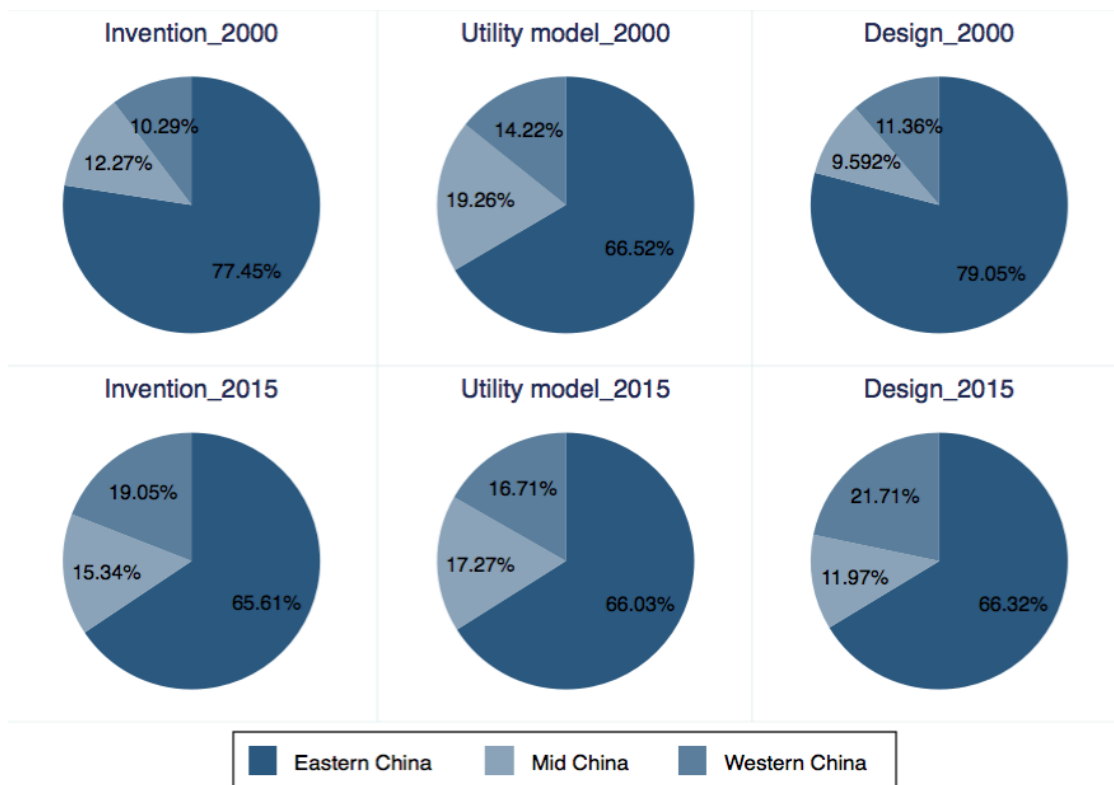 Invention_2000
Utility model_2000
Design_2000
10.29%
12.27%
77.45%
14.22%
19.26%
66.52%
11.36%
9.592%
79.05%
Invention_2015
Utility model_2015
Design_2015
19.05%
15.34%
65.61%
16.71%
17.27%
66.03%
21.71%
11.97%
66.32%
Eastern China
Mid China
Western China